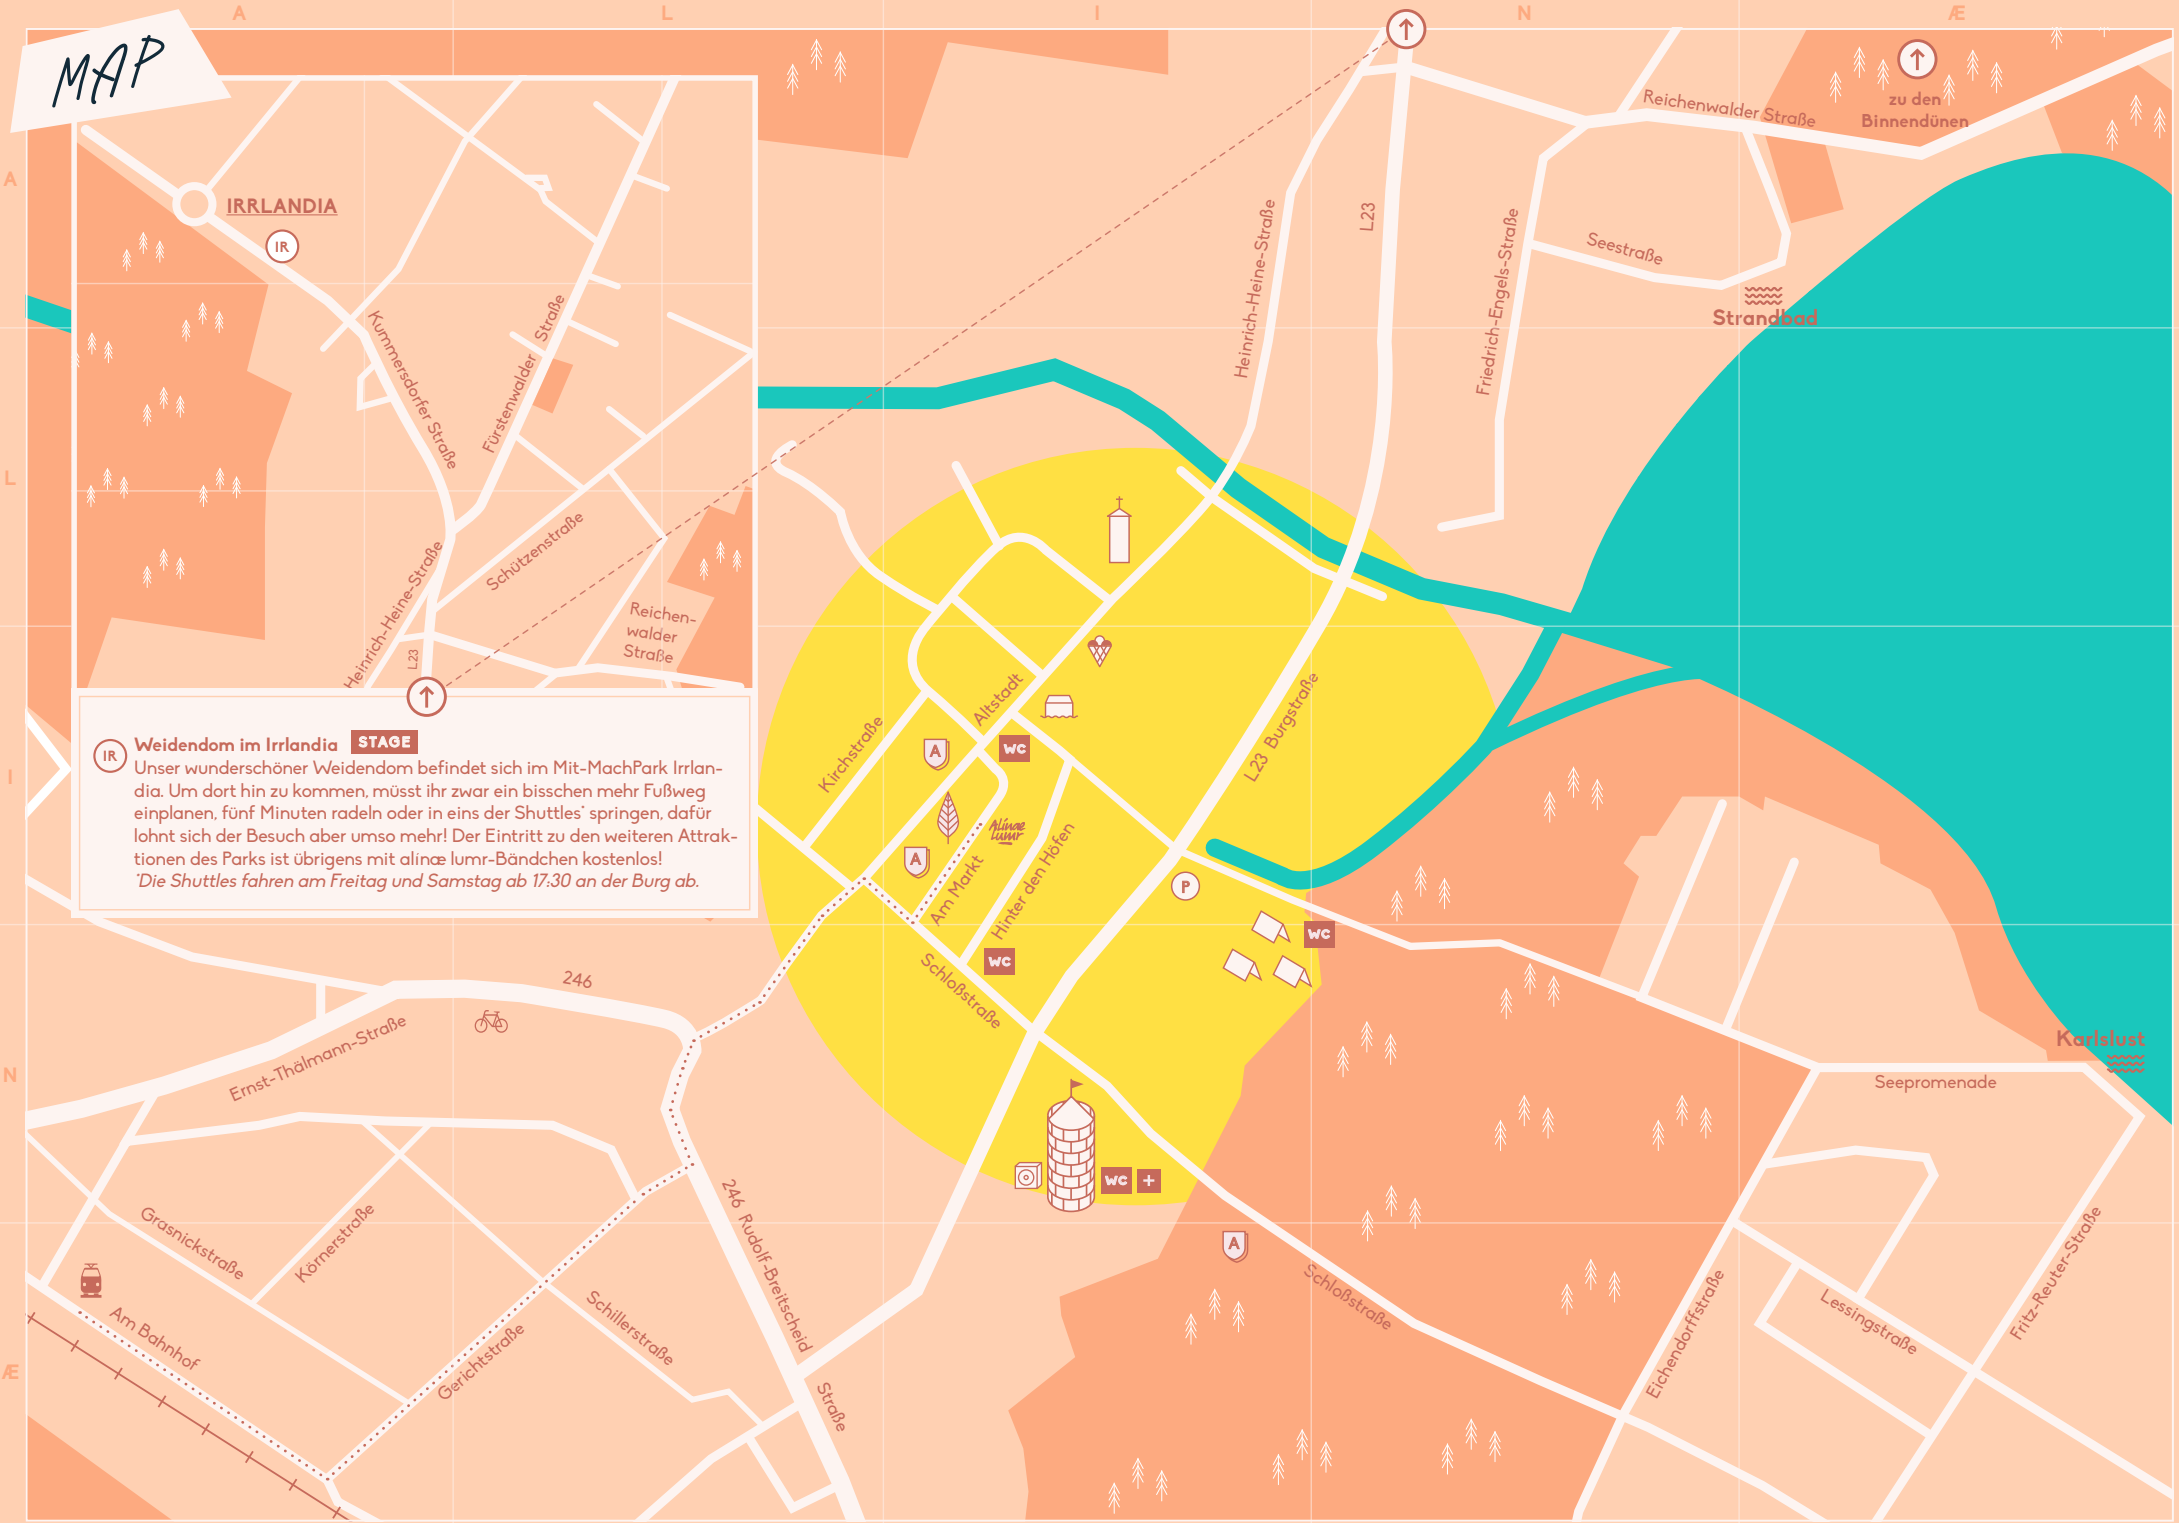 A L I N Æ
MAP
A
L
I
N
Æ
zu den
Binnendünen
Reichenwalder Straße
Heinrich-Heine-Straße
L23
Friedrich-Engels-Straße
Seestraße
Strandbad
IRRLANDIA
IR
Kummersdorfer Straße
Fürstenwalder Straße
Schützenstraße
Heinrich-Heine-Straße
L23
Reichen-
walder
Straße
IR
Weidendom im Irrlandia STAGE
Unser wunderschöner Weidendom befindet sich im Mit-MachPark Irrlan-
dia. Um dort hin zu kommen, müsst ihr zwar ein bisschen mehr Fußweg
einplanen, fünf Minuten radeln oder in eins der Shuttles* springen, dafür
lohnt sich der Besuch aber umso mehr! Der Eintritt zu den weiteren Attrak-
tionen des Parks ist übrigens mit alínæ lumr-Bändchen kostenlos!
*Die Shuttles fahren am Freitag und Samstag ab 17:30 an der Burg ab.
Altstadt
Kirchstraße
A
WC
L23 Burgstraße
Alínæ
lumr
A
Am Markt
Hinter den Höfen
P
WC
WC
Schloßstraße
246
Ernst-Thälmann-Straße
Karlslust
Seepromenade
WC +
246 Rudolf-Breitscheid
Straße
Grasnickstraße
Körnerstraße
A
Schloßstraße
Schillerstraße
Am Bahnhof
Gerichtstraße
Eichendorffstraße
Lessingstraße
Fritz-Reuter-Straße